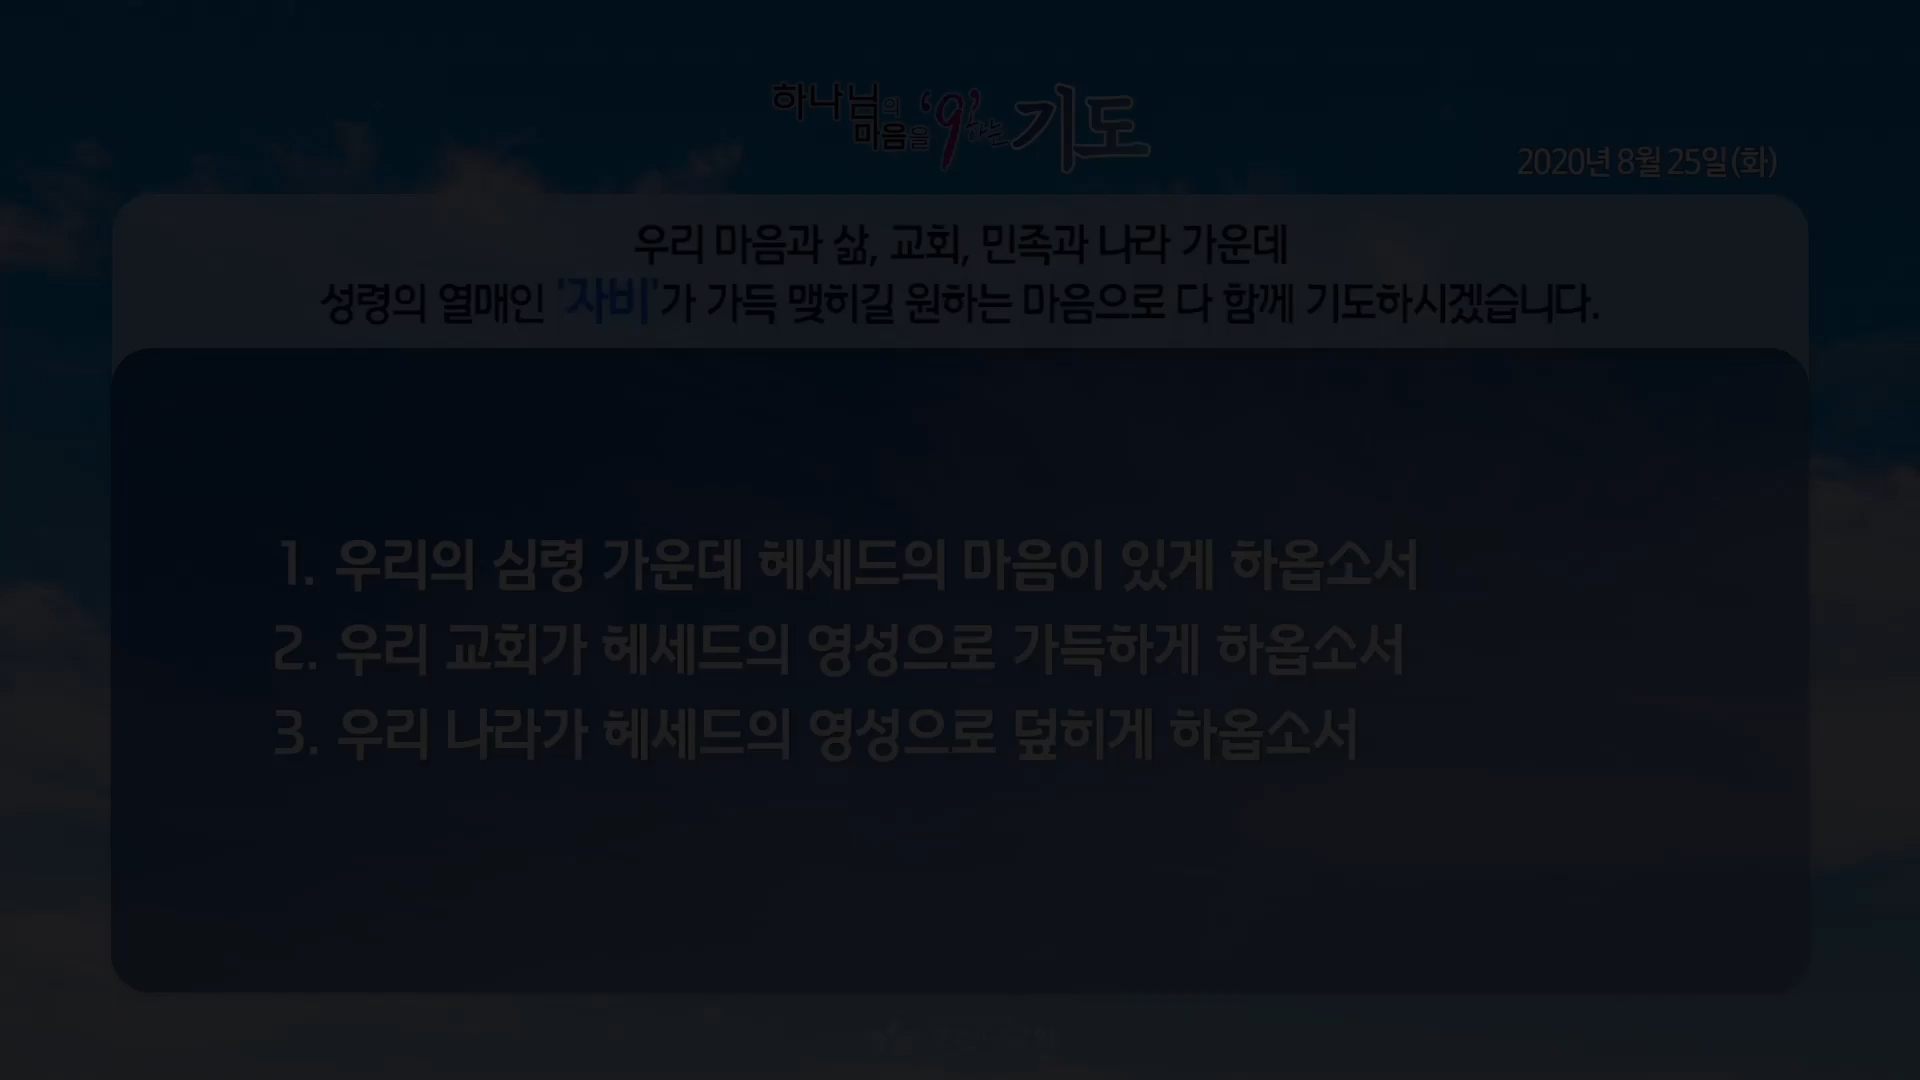 하나님의
마음을 '9'하는 기도
2020년 8월 25일(화)
우리 마음과 삶, 교회, 민족과 나라 가운데
성령의 열매인 '자비'가 가득 맺히길 원하는 마음으로 다 함께 기도하시겠습니다.
1. 우리의 심령 가운데 헤세드의 마음이 있게 하옵소서
2. 우리 교회가 헤세드의 영성으로 가득하게 하옵소서
3. 우리 나라가 헤세드의 영성으로 덮히게 하옵소서